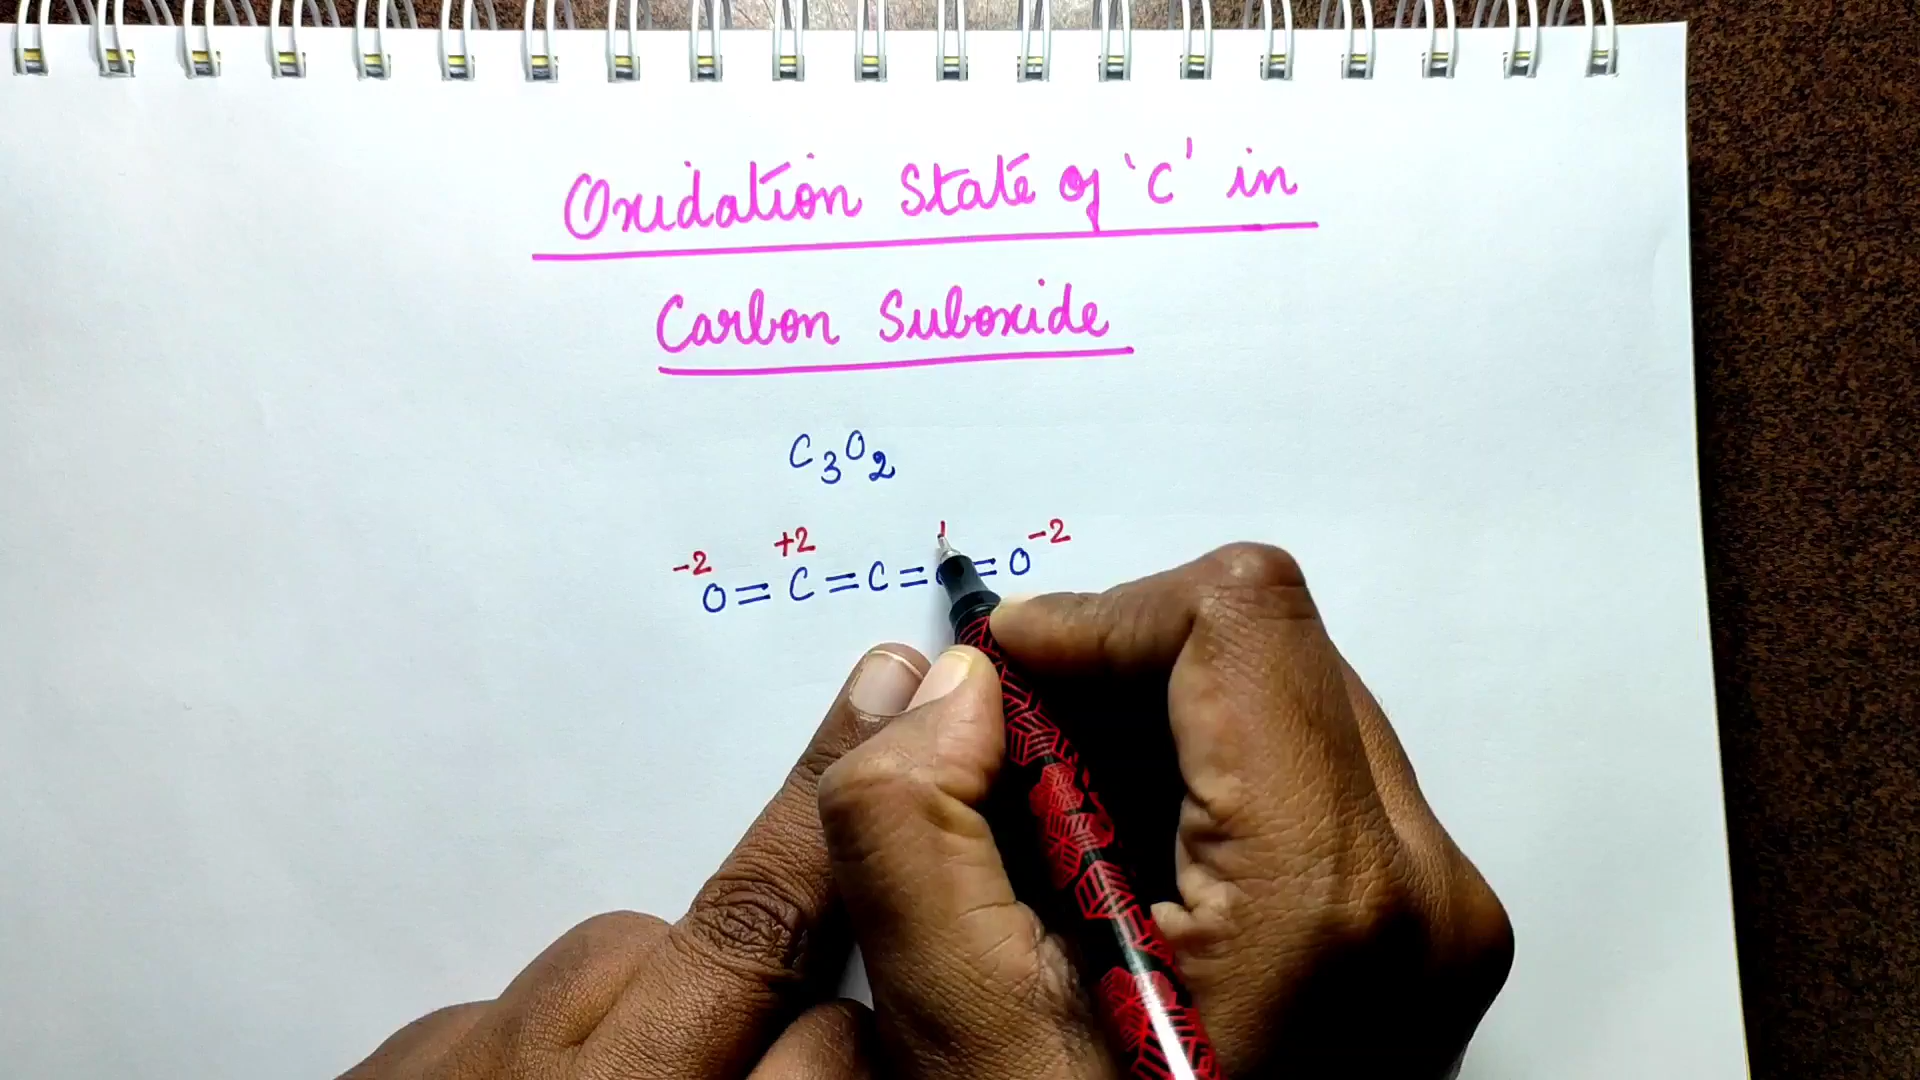 Oxidation State of 'C' in
Carbon Suboxide
C3O2
-2 +2 -2
O=C=C= =O